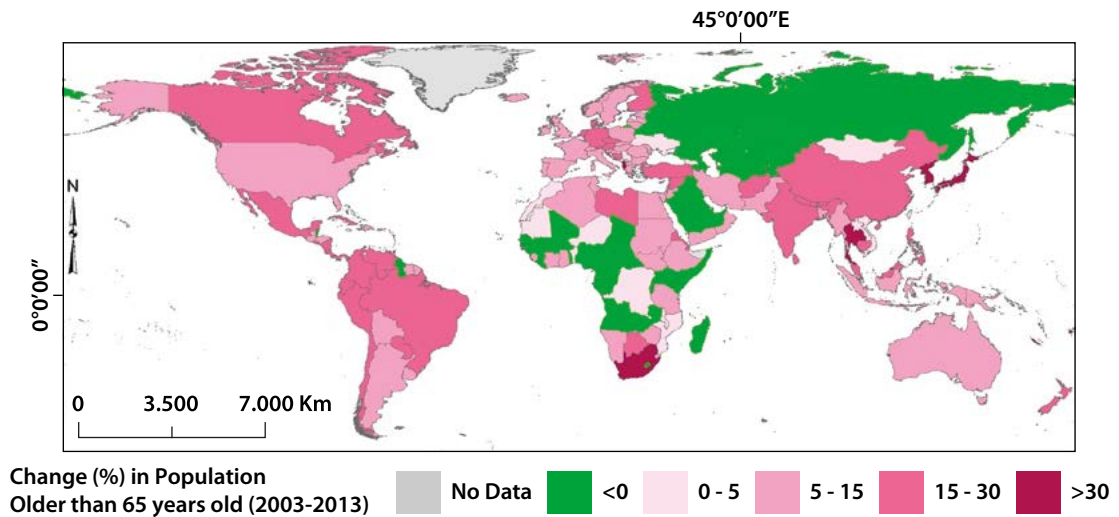 45°0'00''E
N
0°0'00''
0 3.500 7.000 Km
Change (%) in Population
Older than 65 years old (2003-2013)
No Data
<0
0 - 5
5 - 15
15 - 30
>30